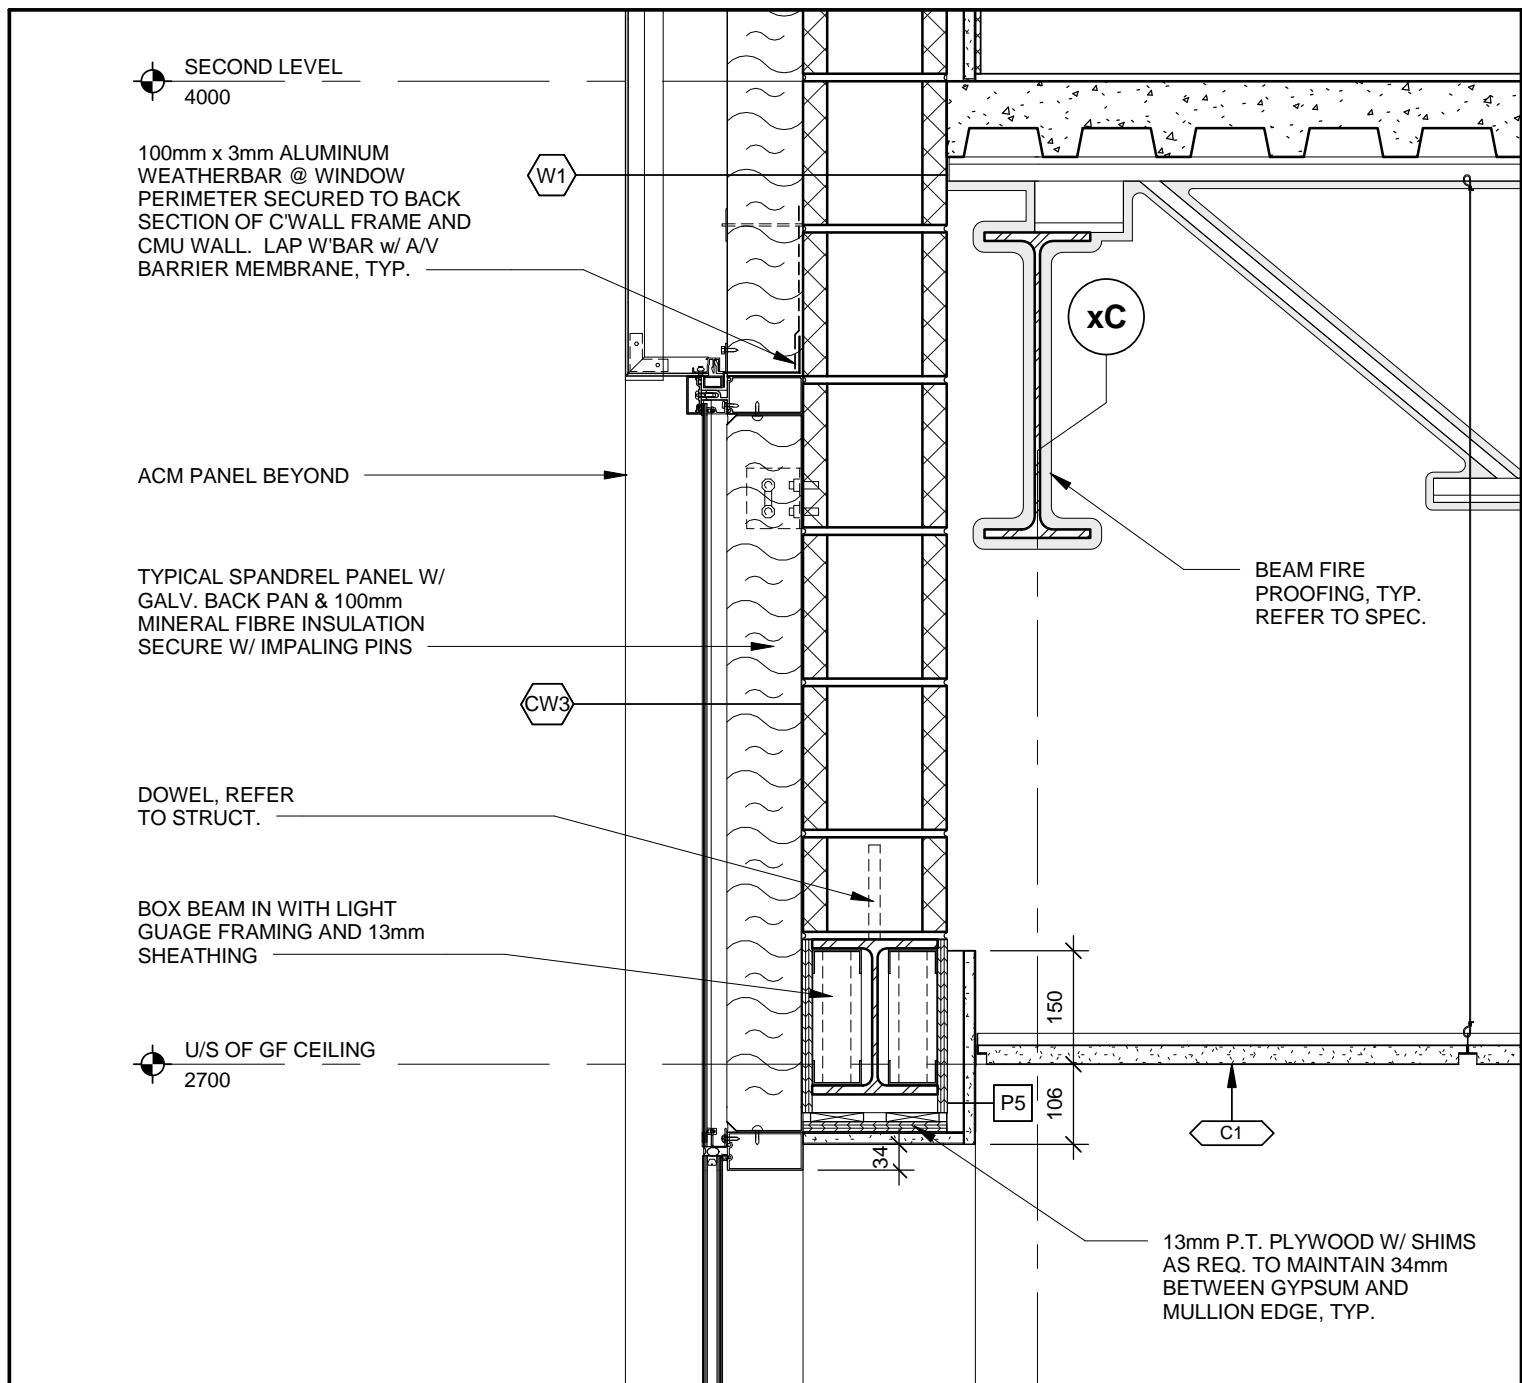 SECOND LEVEL
4000
100mm x 3mm ALUMINUM
WEATHERBAR @ WINDOW
PERIMETER SECURED TO BACK
SECTION OF C'WALL FRAME AND
CMU WALL. LAP W'BAR w/ A/V
BARRIER MEMBRANE, TYP.
W1
xC
ACM PANEL BEYOND
TYPICAL SPANDREL PANEL W/
GALV. BACK PAN & 100mm
MINERAL FIBRE INSULATION
SECURE W/ IMPALING PINS
BEAM FIRE
PROOFING, TYP.
REFER TO SPEC.
CW3
DOWEL, REFER
TO STRUCT.
BOX BEAM IN WITH LIGHT
GUAGE FRAMING AND 13mm
SHEATHING
150
U/S OF GF CEILING
2700
P5
106
C1
34
13mm P.T. PLYWOOD W/ SHIMS
AS REQ. TO MAINTAIN 34mm
BETWEEN GYPSUM AND
MULLION EDGE, TYP.